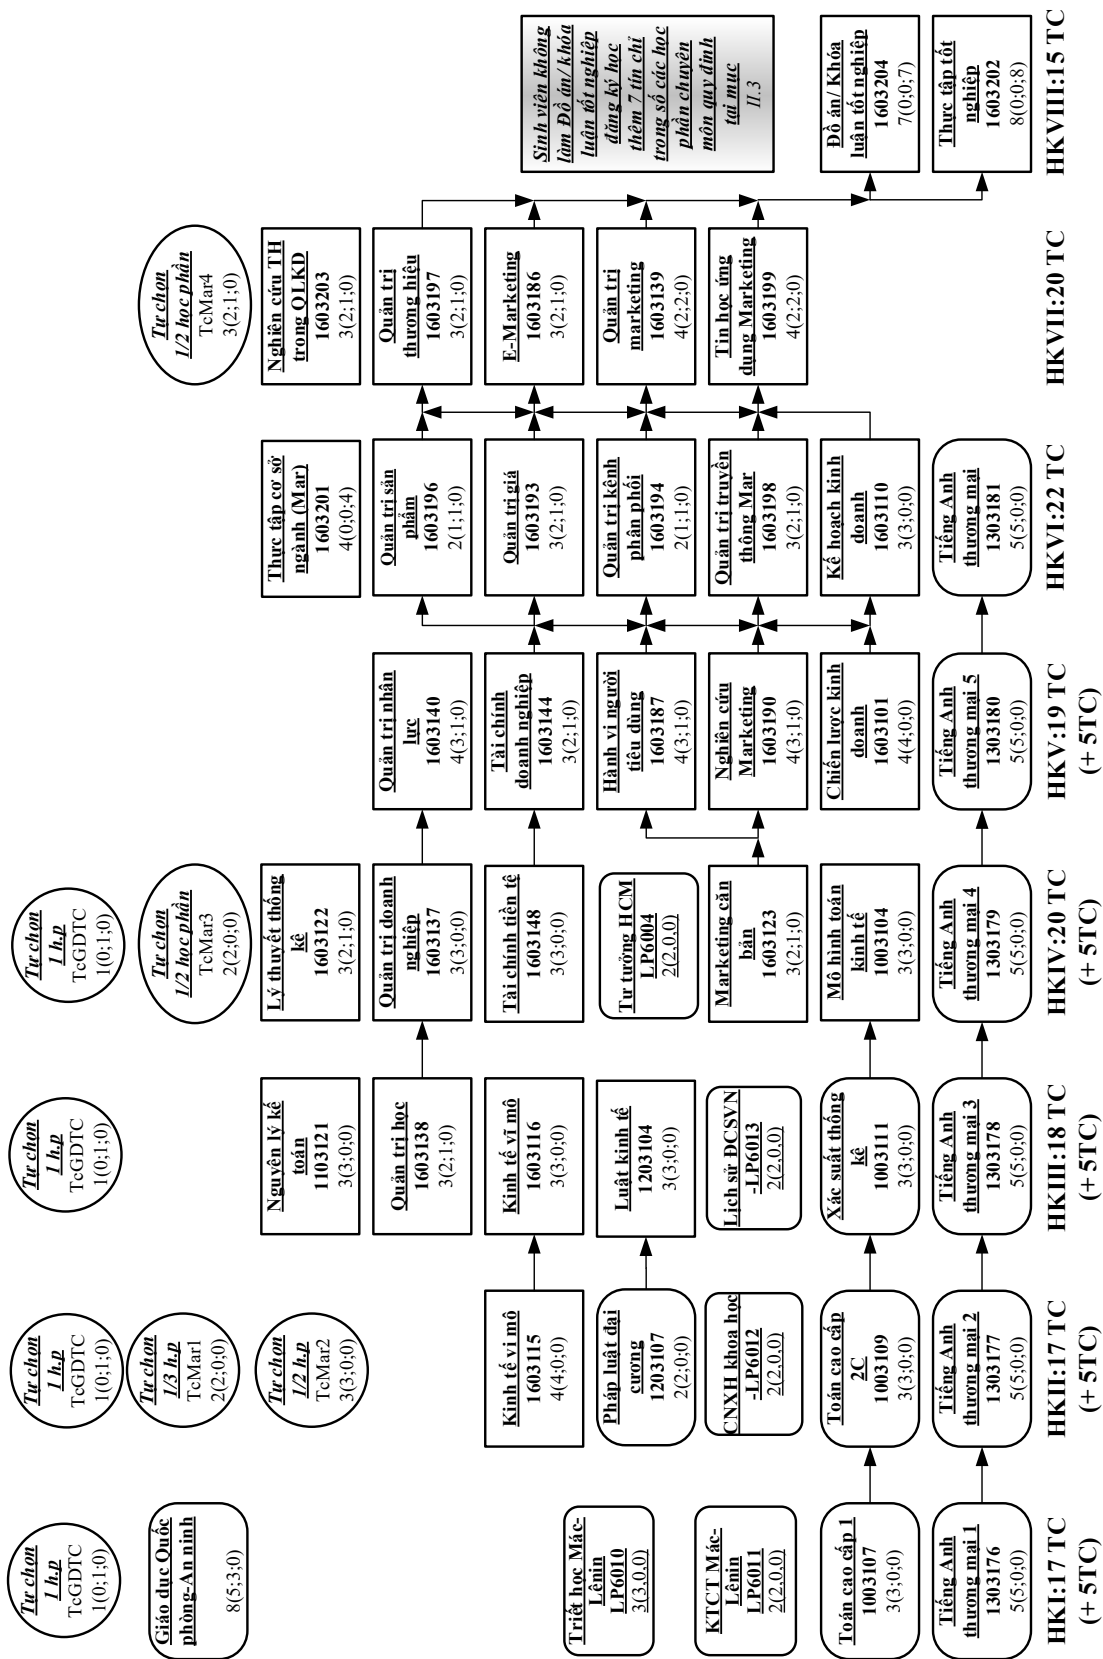 Tự chọn
1 h.p
TcGDTC
1(0;1;0)
Giáo dục Quốc
phòng-An ninh
8(5;3;0)
Triết học Mác-
Lênin
LP6010
3(3,0,0)
KTCT Mác-
Lênin
LP6011
2(2,0,0)
Toán cao cấp 1
1003107
3(3;0;0)
Tiếng Anh
thương mại 1
1303176
5(5;0;0)
HKI:17 TC
(+ 5TC)
Tự chọn
1 h.p
TcGDTC
1(0;1;0)
Tự chọn
1/3 h.p
TcMar1
2(2;0;0)
Tự chọn
1/2 h.p
TcMar2
3(3;0;0)
Kinh tế vi mô
1603115
4(4;0;0)
Pháp luật đại
cương
1203107
2(2;0;0)
CNXH khoa học
-LP6012
2(2,0,0)
Toán cao cấp
2C
1003109
3(3;0;0)
Tiếng Anh
thương mại 2
1303177
5(5;0;0)
HKII:17 TC
(+ 5TC)
Tự chọn
1 h.p
TcGDTC
1(0;1;0)
Nguyên lý kế
toán
1103121
3(3;0;0)
Quản trị học
1603138
3(2;1;0)
Kinh tế vĩ mô
1603116
3(3;0;0)
Luật kinh tế
1203104
3(3;0;0)
Lịch sử ĐCSVN
-LP6013
2(2,0,0)
Xác suất thống
kê
1003111
3(3;0;0)
Tiếng Anh
thương mại 3
1303178
5(5;0;0)
HKIII:18 TC
(+ 5TC)
Tự chọn
1 h.p
TcGDTC
1(0;1;0)
Tự chọn
1/2 học phần
TcMar3
2(2;0;0)
Lý thuyết thống
kê
1603122
3(2;1;0)
Quản trị doanh
nghiệp
1603137
3(3;0;0)
Tài chính tiền tệ
1603148
3(3;0;0)
Tư tưởng HCM
LP6004
2(2,0,0)
Marketing căn
bản
1603123
3(2;1;0)
Mô hình toán
kinh tế
1003104
3(3;0;0)
Tiếng Anh
thương mại 4
1303179
5(5;0;0)
HKIV:20 TC
(+ 5TC)
Quản trị nhân
lực
1603140
4(3;1;0)
Tài chính
doanh nghiệp
1603144
3(2;1;0)
Hành vi người
tiêu dùng
1603187
4(3;1;0)
Nghiên cứu
Marketing
1603190
4(3;1;0)
Chiến lược kinh
doanh
1603101
4(4;0;0)
Tiếng Anh
thương mại 5
1303180
5(5;0;0)
HKV:19 TC
(+ 5TC)
Thực tập cơ sở
ngành (Mar)
1603201
4(0;0;4)
Quản trị sản
phẩm
1603196
2(1;1;0)
Quản trị giá
1603193
3(2;1;0)
Quản trị kênh
phân phối
1603194
2(1;1;0)
Quản trị truyền
thông Mar
1603198
3(2;1;0)
Kế hoạch kinh
doanh
1603110
3(3;0;0)
Tiếng Anh
thương mại
1303181
5(5;0;0)
HKVI:22 TC
Tự chọn
1/2 học phần
TcMar4
3(2;1;0)
Nghiên cứu TH
trong QLKD
1603203
3(2;1;0)
Quản trị
thương hiệu
1603197
3(2;1;0)
E-Marketing
1603186
3(2;1;0)
Quản trị
marketing
1603139
4(2;2;0)
Tin học ứng
dụng Marketing
1603199
4(2;2;0)
HKVII:20 TC
Sinh viên không
làm Đồ án/khóa
luận tốt nghiệp
đăng ký học
thêm 7 tín chỉ
trong số các học
phần chuyên
môn quy định
tại mục
II.3
Đồ án/ Khóa
luận tốt nghiệp
1603204
7(0;0;7)
Thực tập tốt
nghiệp
1603202
8(0;0;8)
HKVIII:15 TC